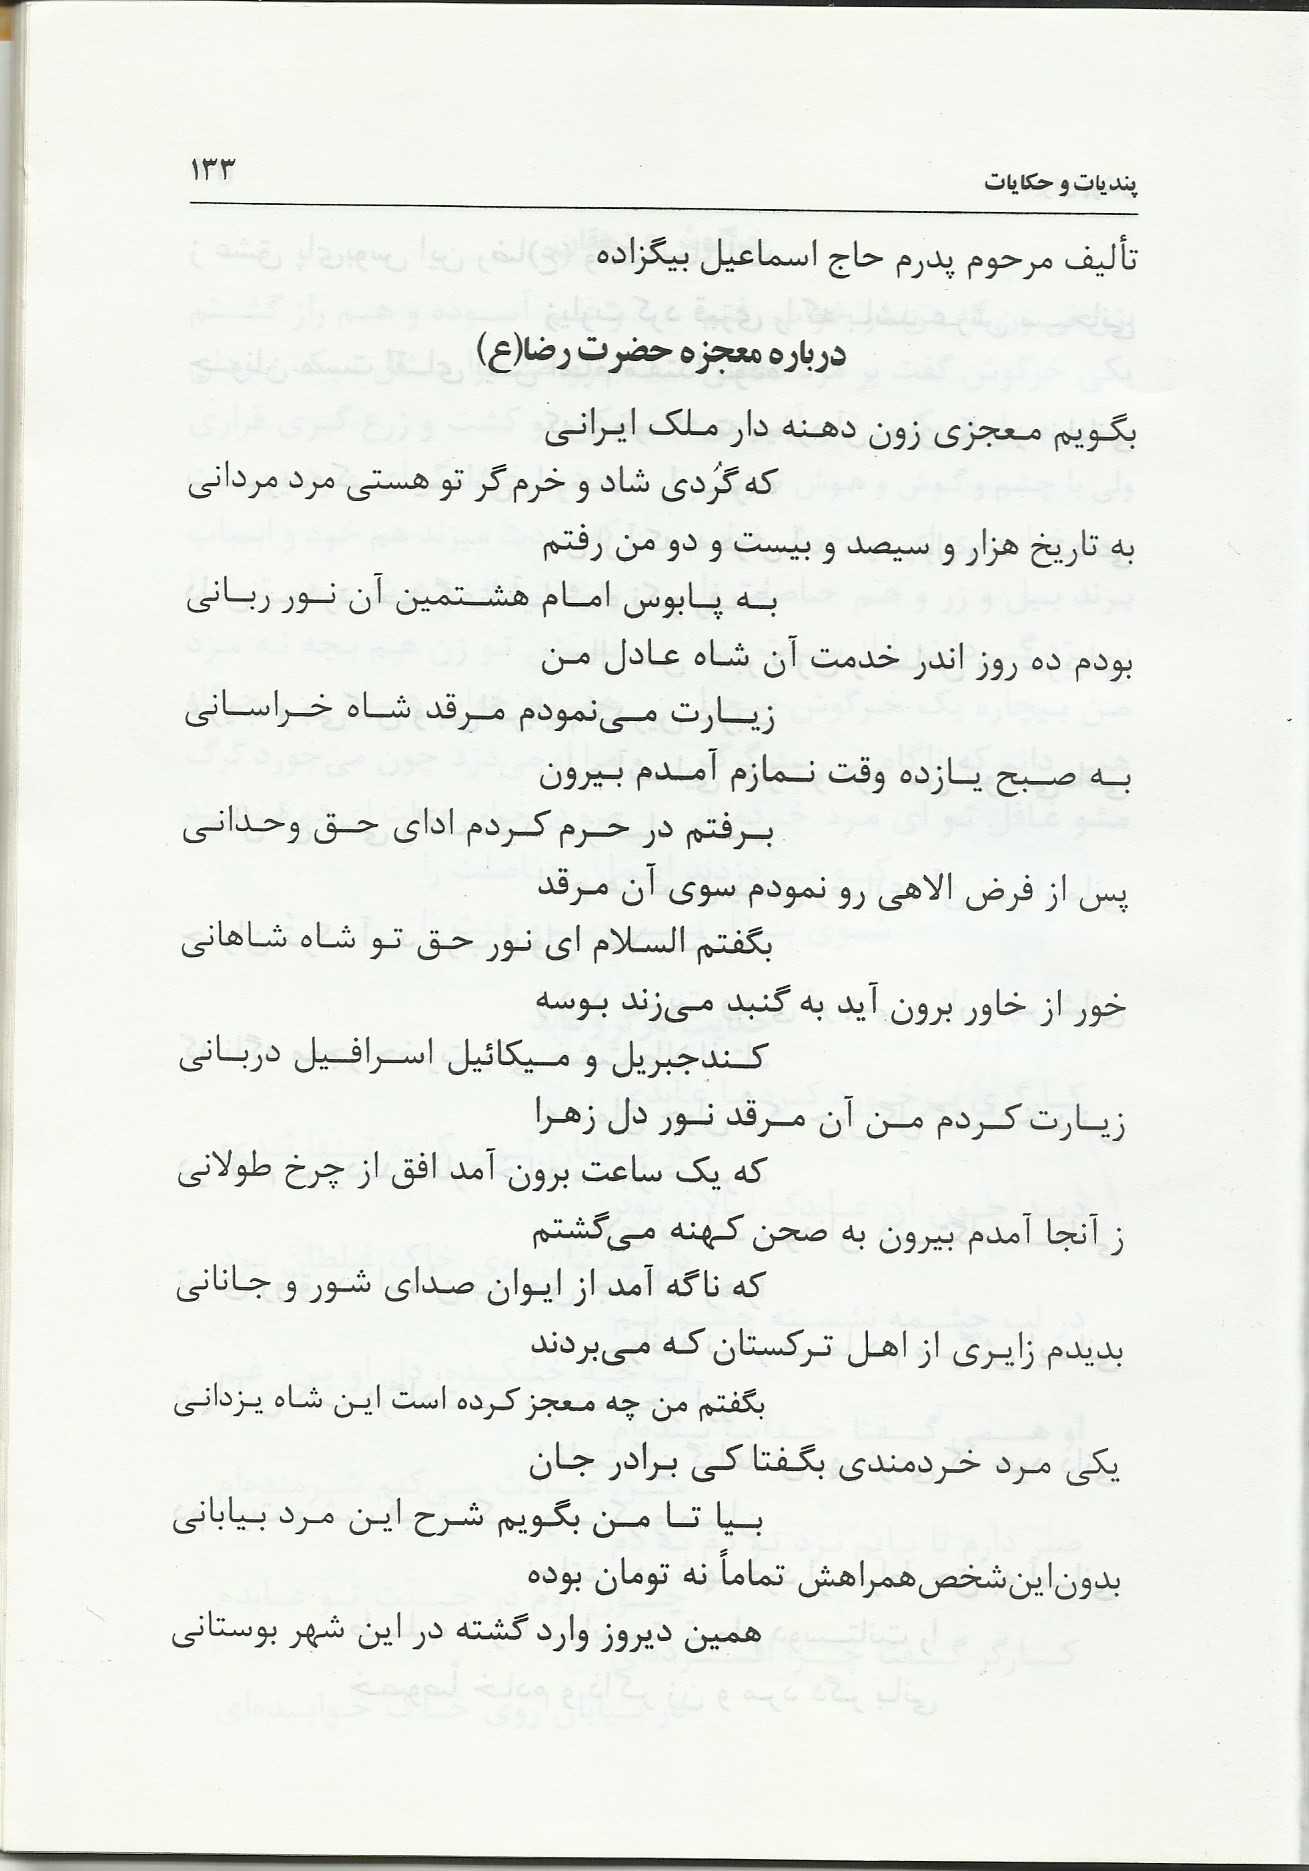 پندیات و حکایات ۱۳۳
تألیف مرحوم پدرم حاج اسماعیل بیگزاده
درباره معجزه حضرت رضا(ع)
بگویم معجزی زون دهنه دار ملک ایرانی
که گُردی شاد و خرم گر تو هستی مرد مردانی
به تاریخ هزار و سیصد و بیست و دو من رفتم
به پابوس امام هشتمین آن نور ربانی
بودم ده روز اندر خدمت آن شاه عادل من
زیارت می‌نمودم مرقد شاه خراسانی
به صبح یازده وقت نمازم آمدم بیرون
برفتم در حرم کردم ادای حق وحدانی
پس از فرض الاهی رو نمودم سوی آن مرقد
بگفتم السلام ای نور حق تو شاه شاهانی
خور از خاور برون آید به گنبد می‌زند بوسه
کندجبریل و میکائیل اسرافیل دربانی
زیارت کردم من آن مرقد نور دل زهرا
که یک ساعت برون آمد افق از چرخ طولانی
ز آنجا آمدم بیرون به صحن کهنه می‌گشتم
که ناگه آمد از ایوان صدای شور و جانانی
بدیدم زایری از اهل ترکستان که می‌بردند
بگفتم من چه معجز کرده است این شاه یزدانی
یکی مرد خردمندی بگفتا کی برادر جان
بیا تا من بگویم شرح این مرد بیابانی
بدون‌این‌شخص‌همراهش تماماً نه تومان بوده
همین دیروز وارد گشته در این شهر بوستانی